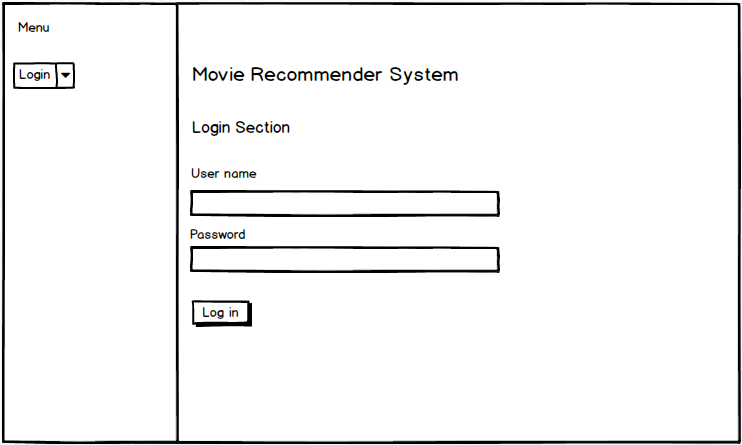 Menu
Login
Movie Recommender System
Login Section
User name
Password
Log in